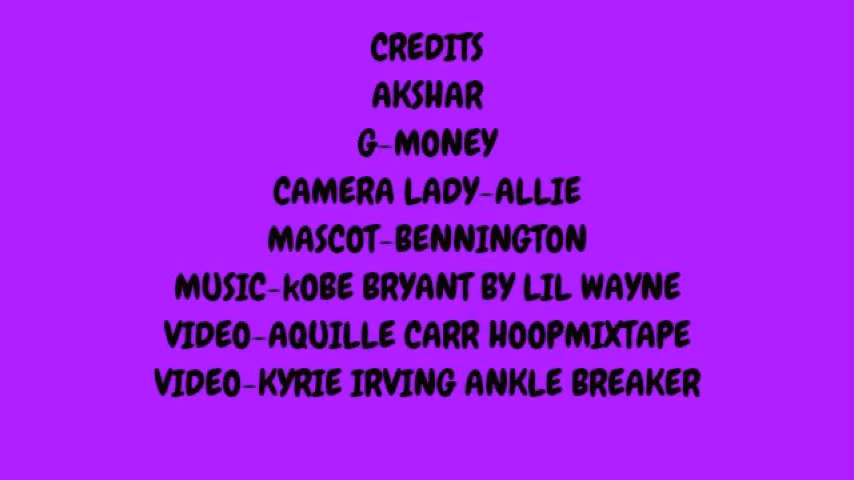 CREDITS
AKSHAR
G-MONEY
CAMERA LADY-ALLIE
MASCOT-BENNINGTON
MUSIC-kOBE BRYANT BY LIL WAYNE
VIDEO-AQUILLE CARR HOOPMIXTAPE
VIDEO-KYRIE IRVING ANKLE BREAKER